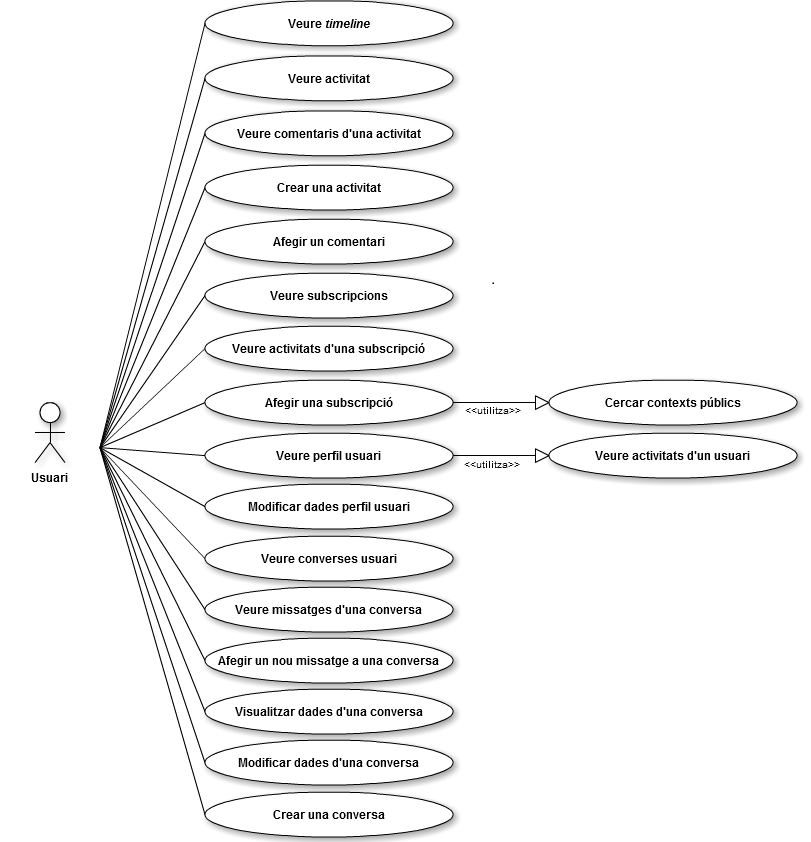 Veure timeline
Veure activitat
Veure comentaris d'una activitat
Crear una activitat
Afegir un comentari
Veure subscripcions
Veure activitats d'una subscripció
Afegir una subscripció
<<utilitza>>
Cercar contexts públics
Veure perfil usuari
<<utilitza>>
Veure activitats d'un usuari
Usuari
Modificar dades perfil usuari
Veure converses usuari
Veure missatges d'una conversa
Afegir un nou missatge a una conversa
Visualitzar dades d'una conversa
Modificar dades d'una conversa
Crear una conversa